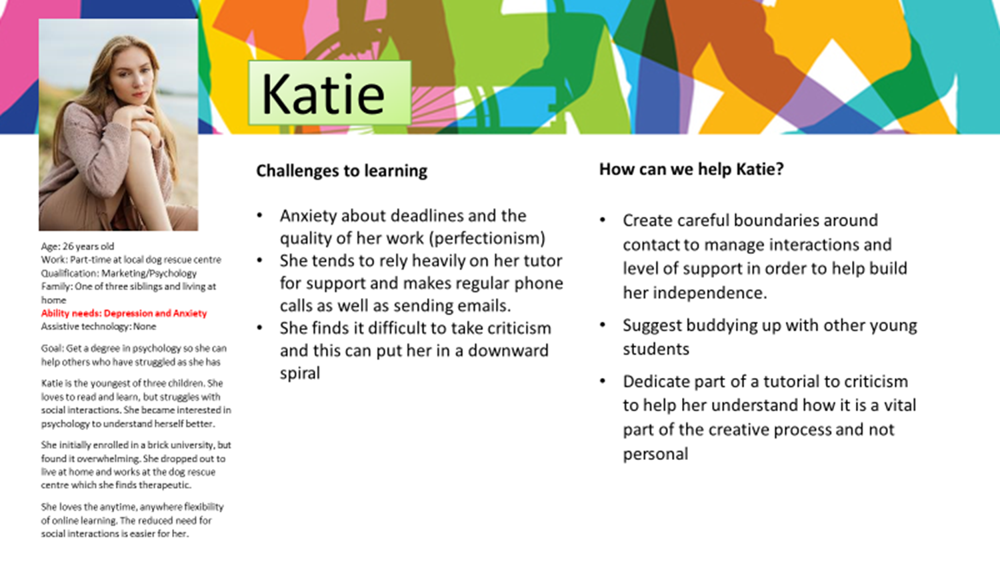 Katie
Age: 26 years old
Work: Part-time at local dog rescue centre
Qualification: Marketing/Psychology
Family: One of three siblings and living at
home
Ability needs: Depression and Anxiety
Assistive technology: None
Goal: Get a degree in psychology so she can
help others who have struggled as she has
Katie is the youngest of three children. She
loves to read and learn, but struggles with
social interactions. She became interested in
psychology to understand herself better.
She initially enrolled in a brick university, but
found it overwhelming. She dropped out to
live at home and works at the dog rescue
centre which she finds therapeutic.
She loves the anytime, anywhere flexibility
of online learning. The reduced need for
social interactions is easier for her.
Challenges to learning
• Anxiety about deadlines and the
quality of her work (perfectionism)
• She tends to rely heavily on her tutor
for support and makes regular phone
calls as well as sending emails.
• She finds it difficult to take criticism
and this can put her in a downward
spiral
How can we help Katie?
• Create careful boundaries around
contact to manage interactions and
level of support in order to help build
her independence.
• Suggest buddying up with other young
students
• Dedicate part of a tutorial to criticism
to help her understand how it is a vital
part of the creative process and not
personal